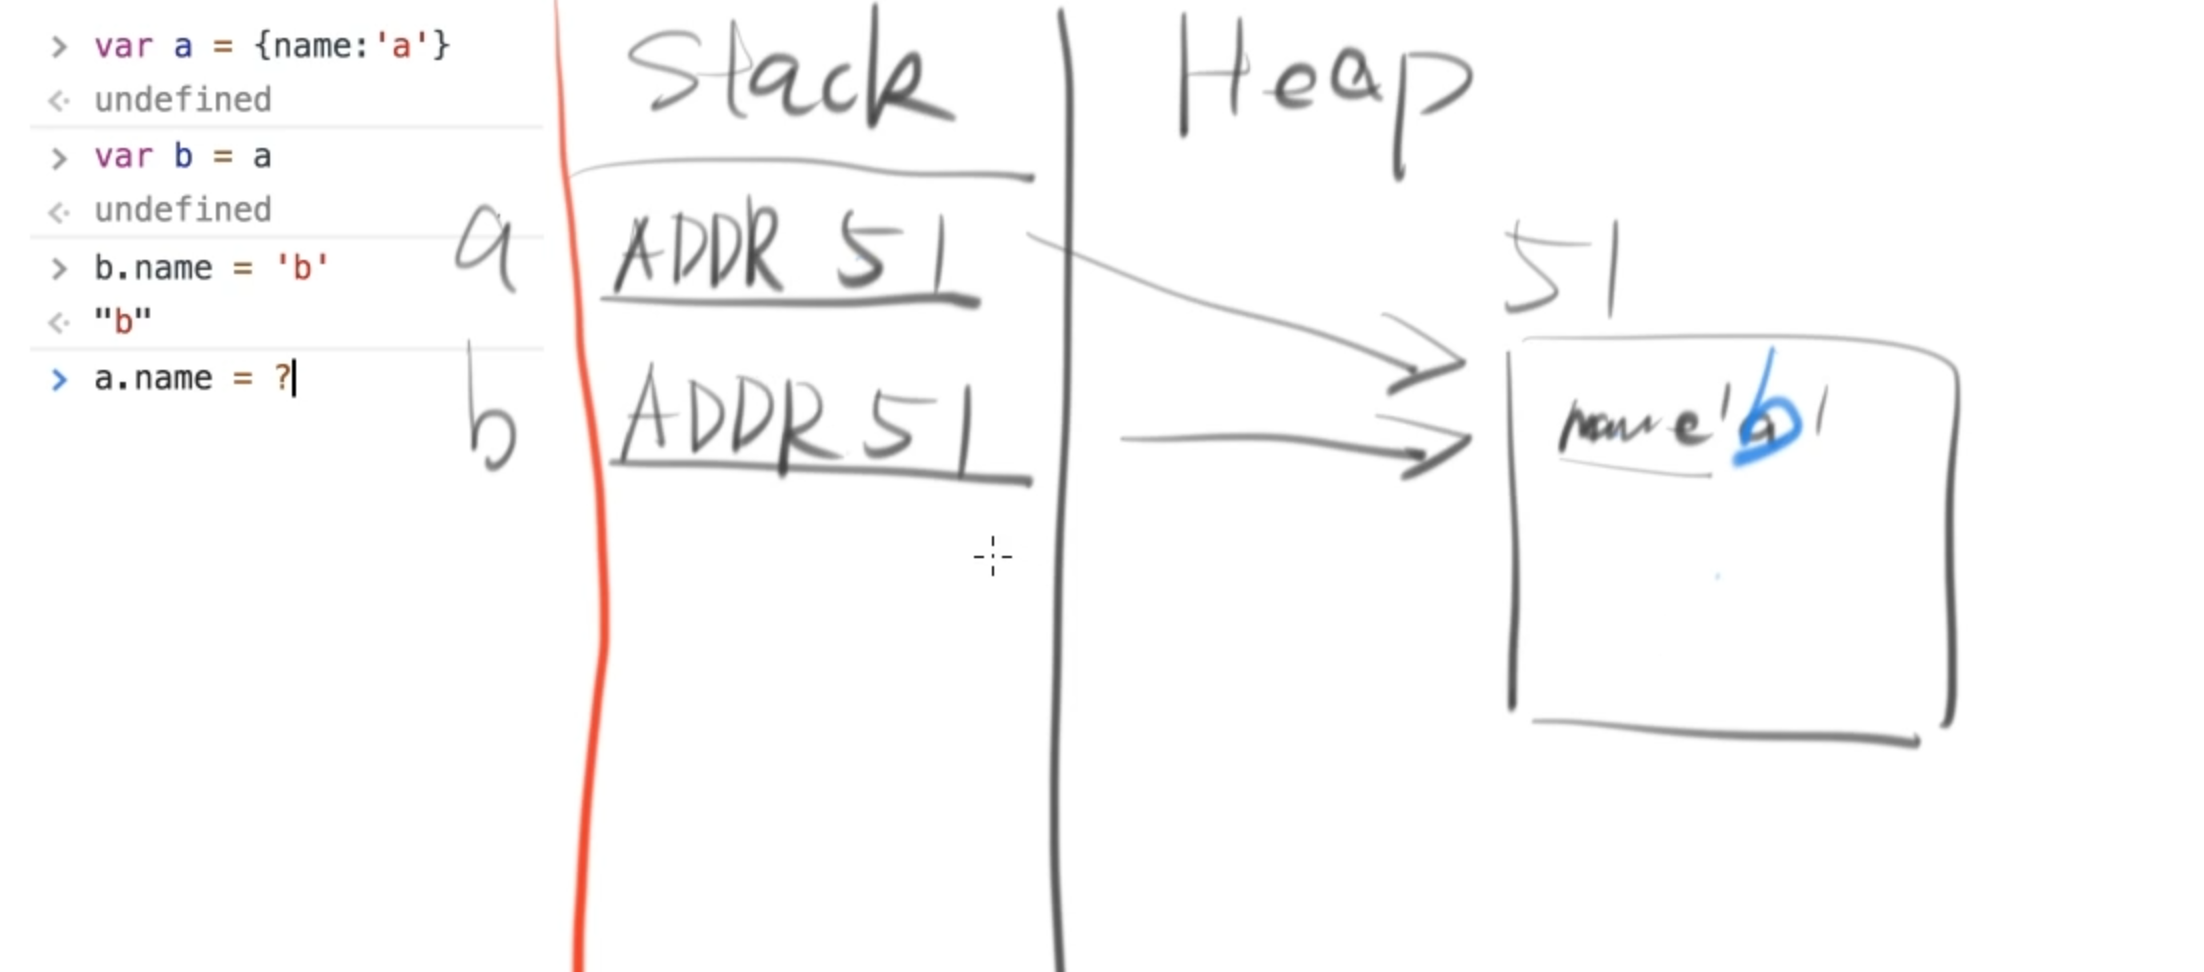 > var a = {name:'a'}
<· undefined
> var b = a
<· undefined
> b.name = 'b'
<· "b"
> a.name = ?
Stack
Heap
a ADDR 51
b ADDR 51
51
name 'b'